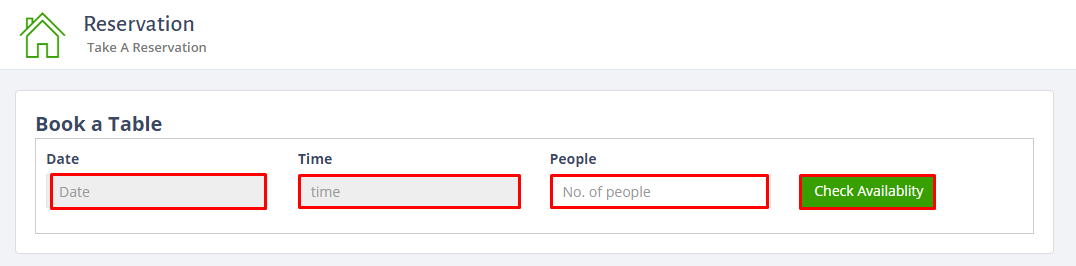 Reservation
Take A Reservation
Book a Table
Date Time People
Date time No. of people Check Availablity